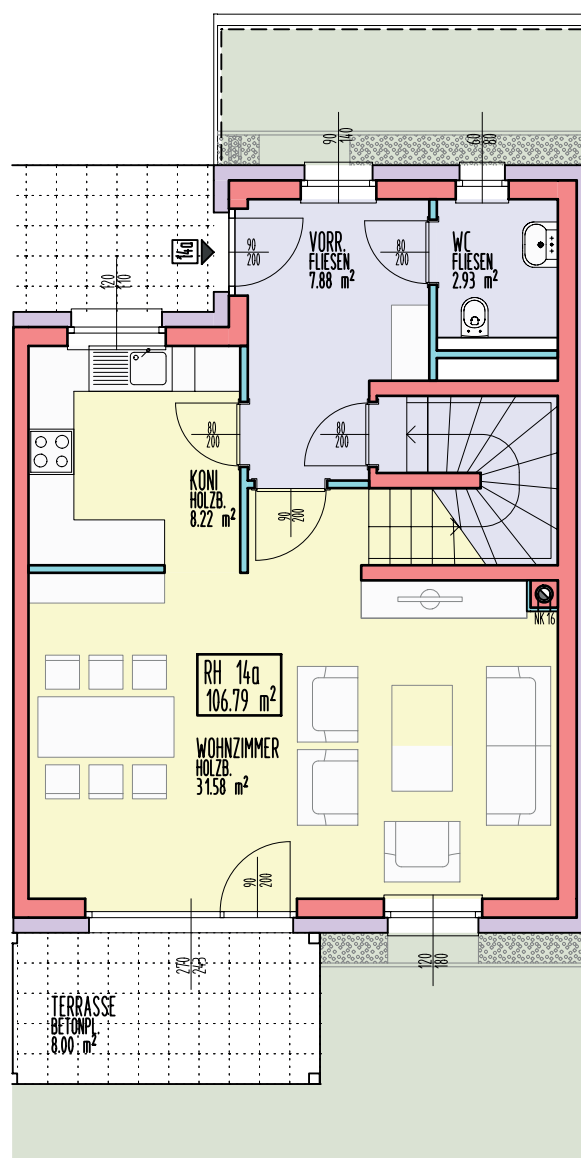 90
140
60
80
14a
90
200
VORR.
FLIESEN
7.88 m²
80
200
WC
FLIESEN
2.93 m²
120
210
80
200
80
200
KONI
HOLZB.
8.22 m²
90
200
NK 16
RH 14a
106.79 m²
WOHNZIMMER
HOLZB.
31.58 m²
90
200
270
243
120
180
TERRASSE
BETONPL.
8.00 m²